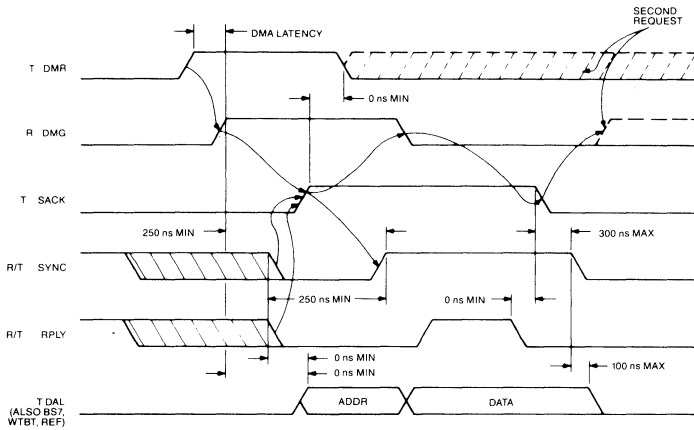 SECOND
REQUEST
DMA LATENCY
T DMR
0 ns MIN
R DMG
T SACK
250 ns MIN
300 ns MAX
R/T SYNC
250 ns MIN
0 ns MIN
R/T RPLY
0 ns MIN
100 ns MAX
0 ns MIN
T DAL
(ALSO BS7,
WTBT, REF)
ADDR
DATA